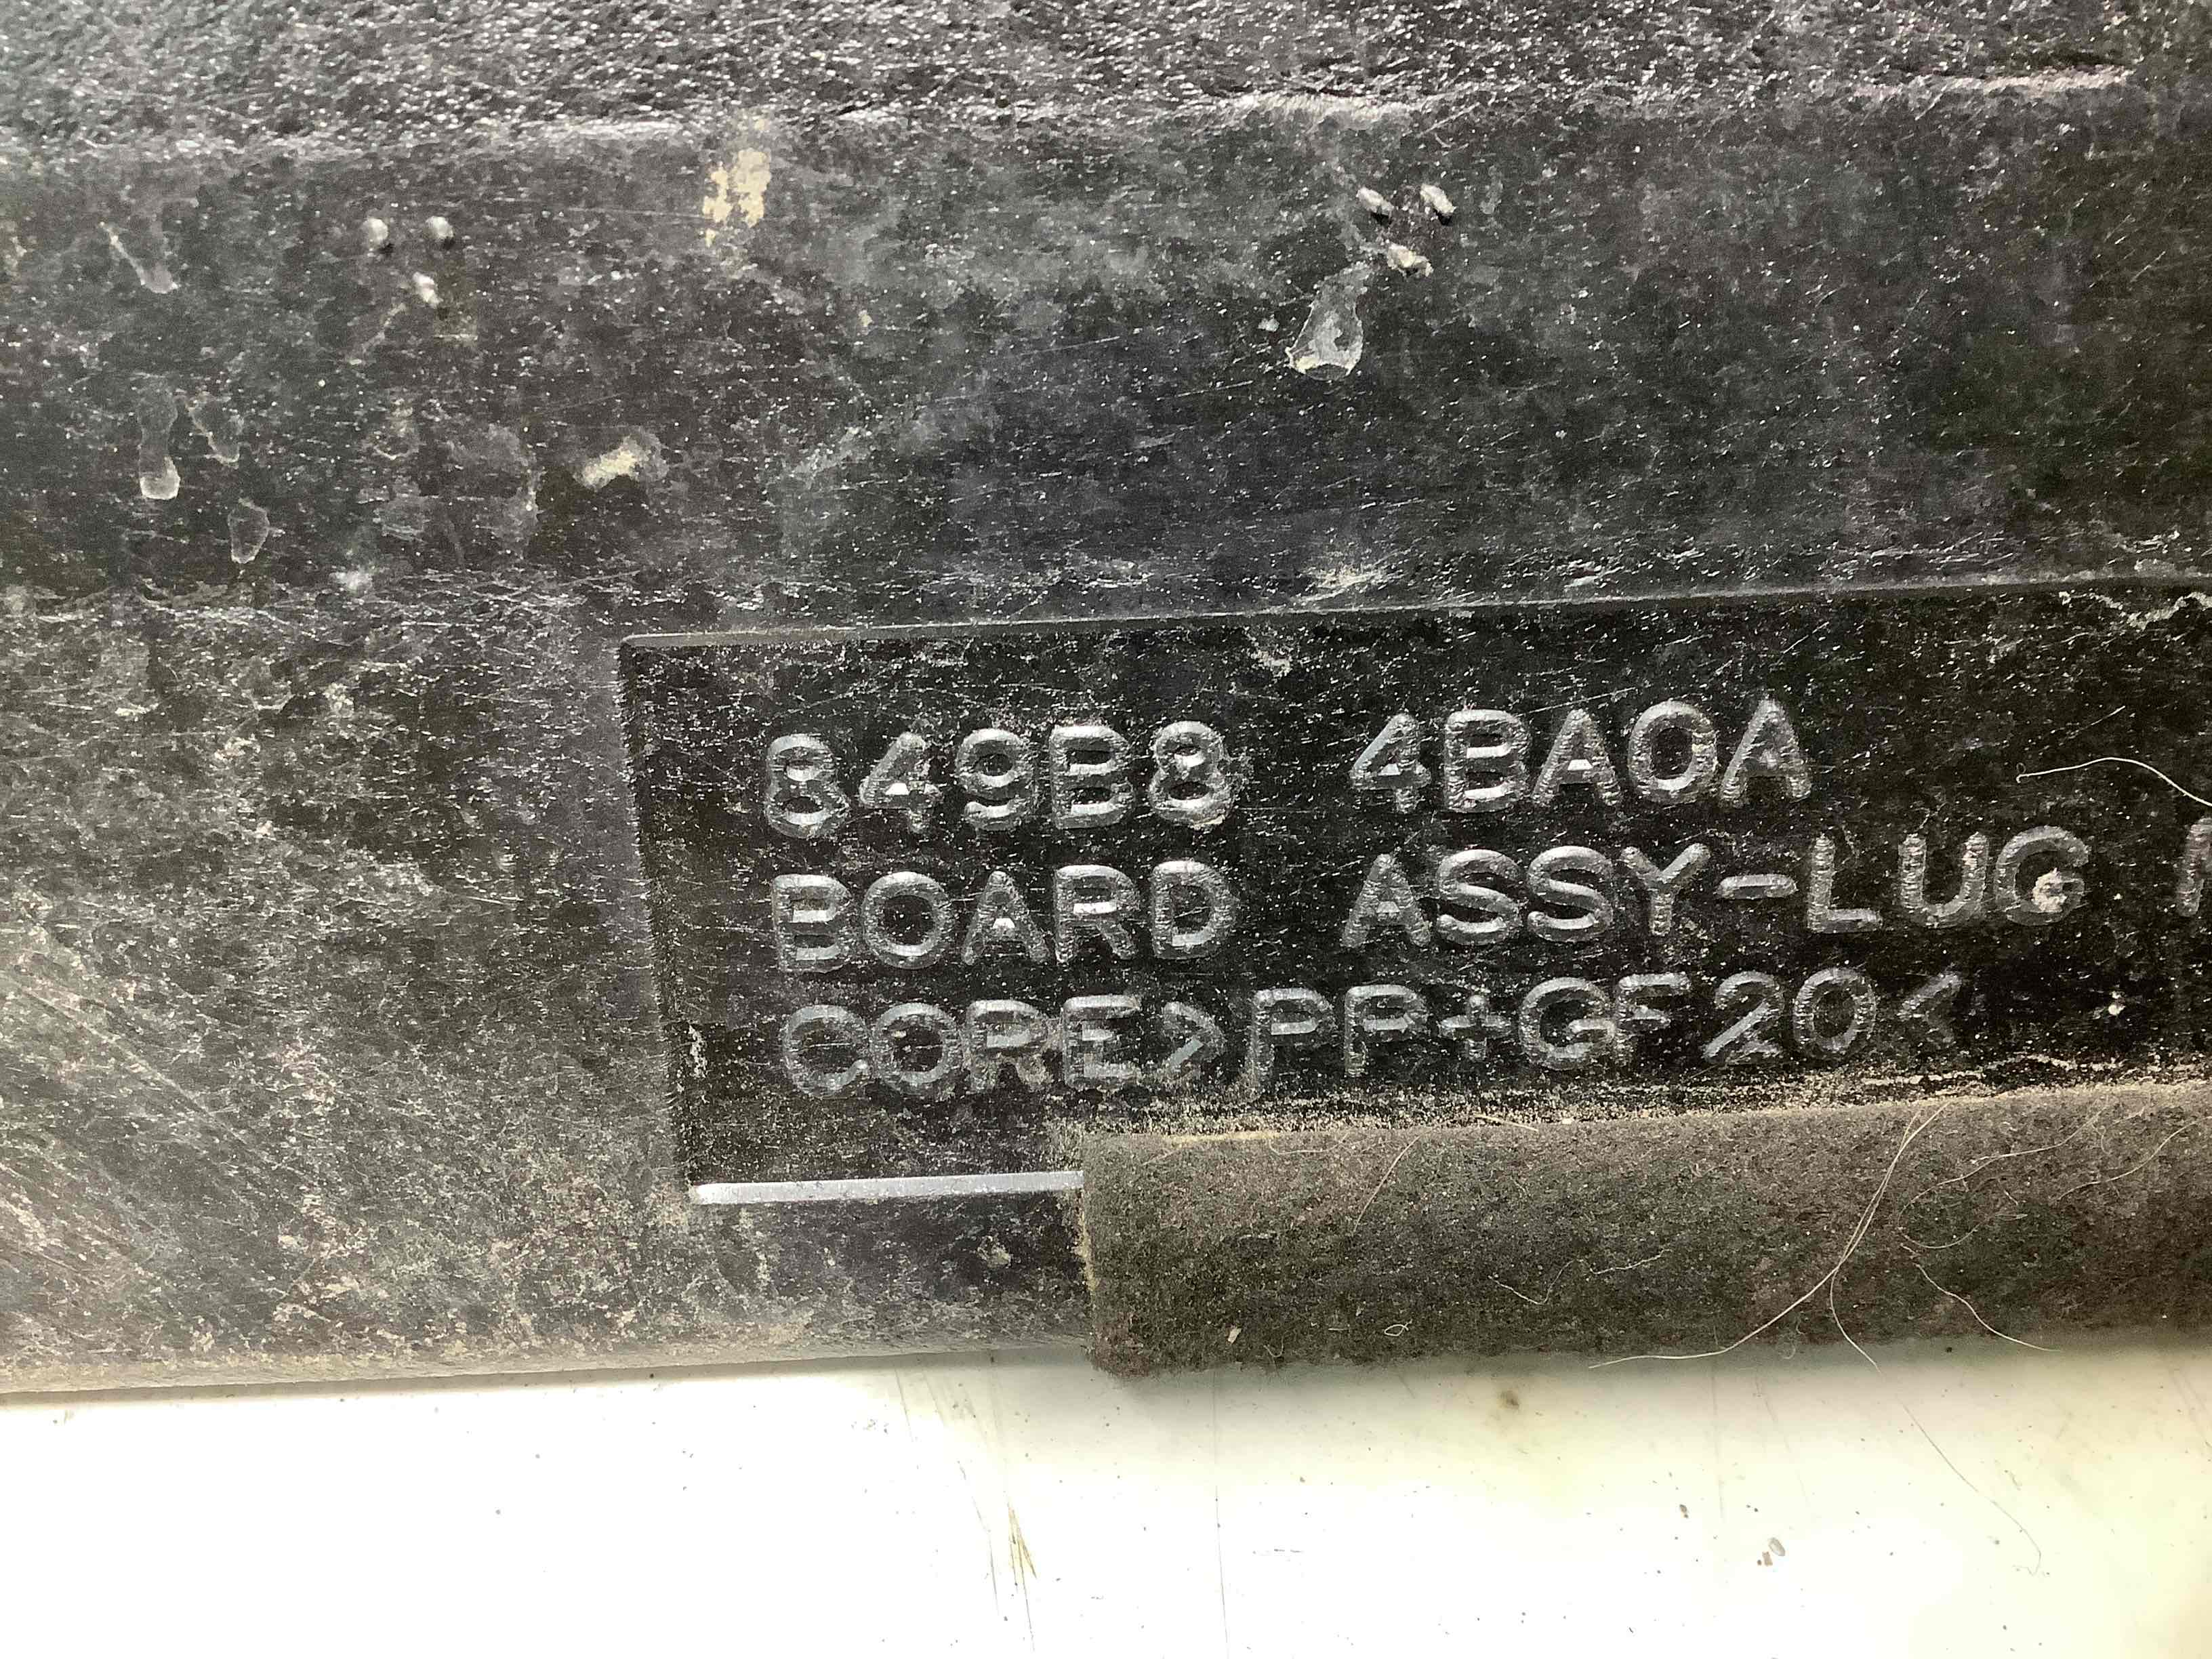 849B8 4BA0A
BOARD ASSY-LUG
CORE>PP+GF20<